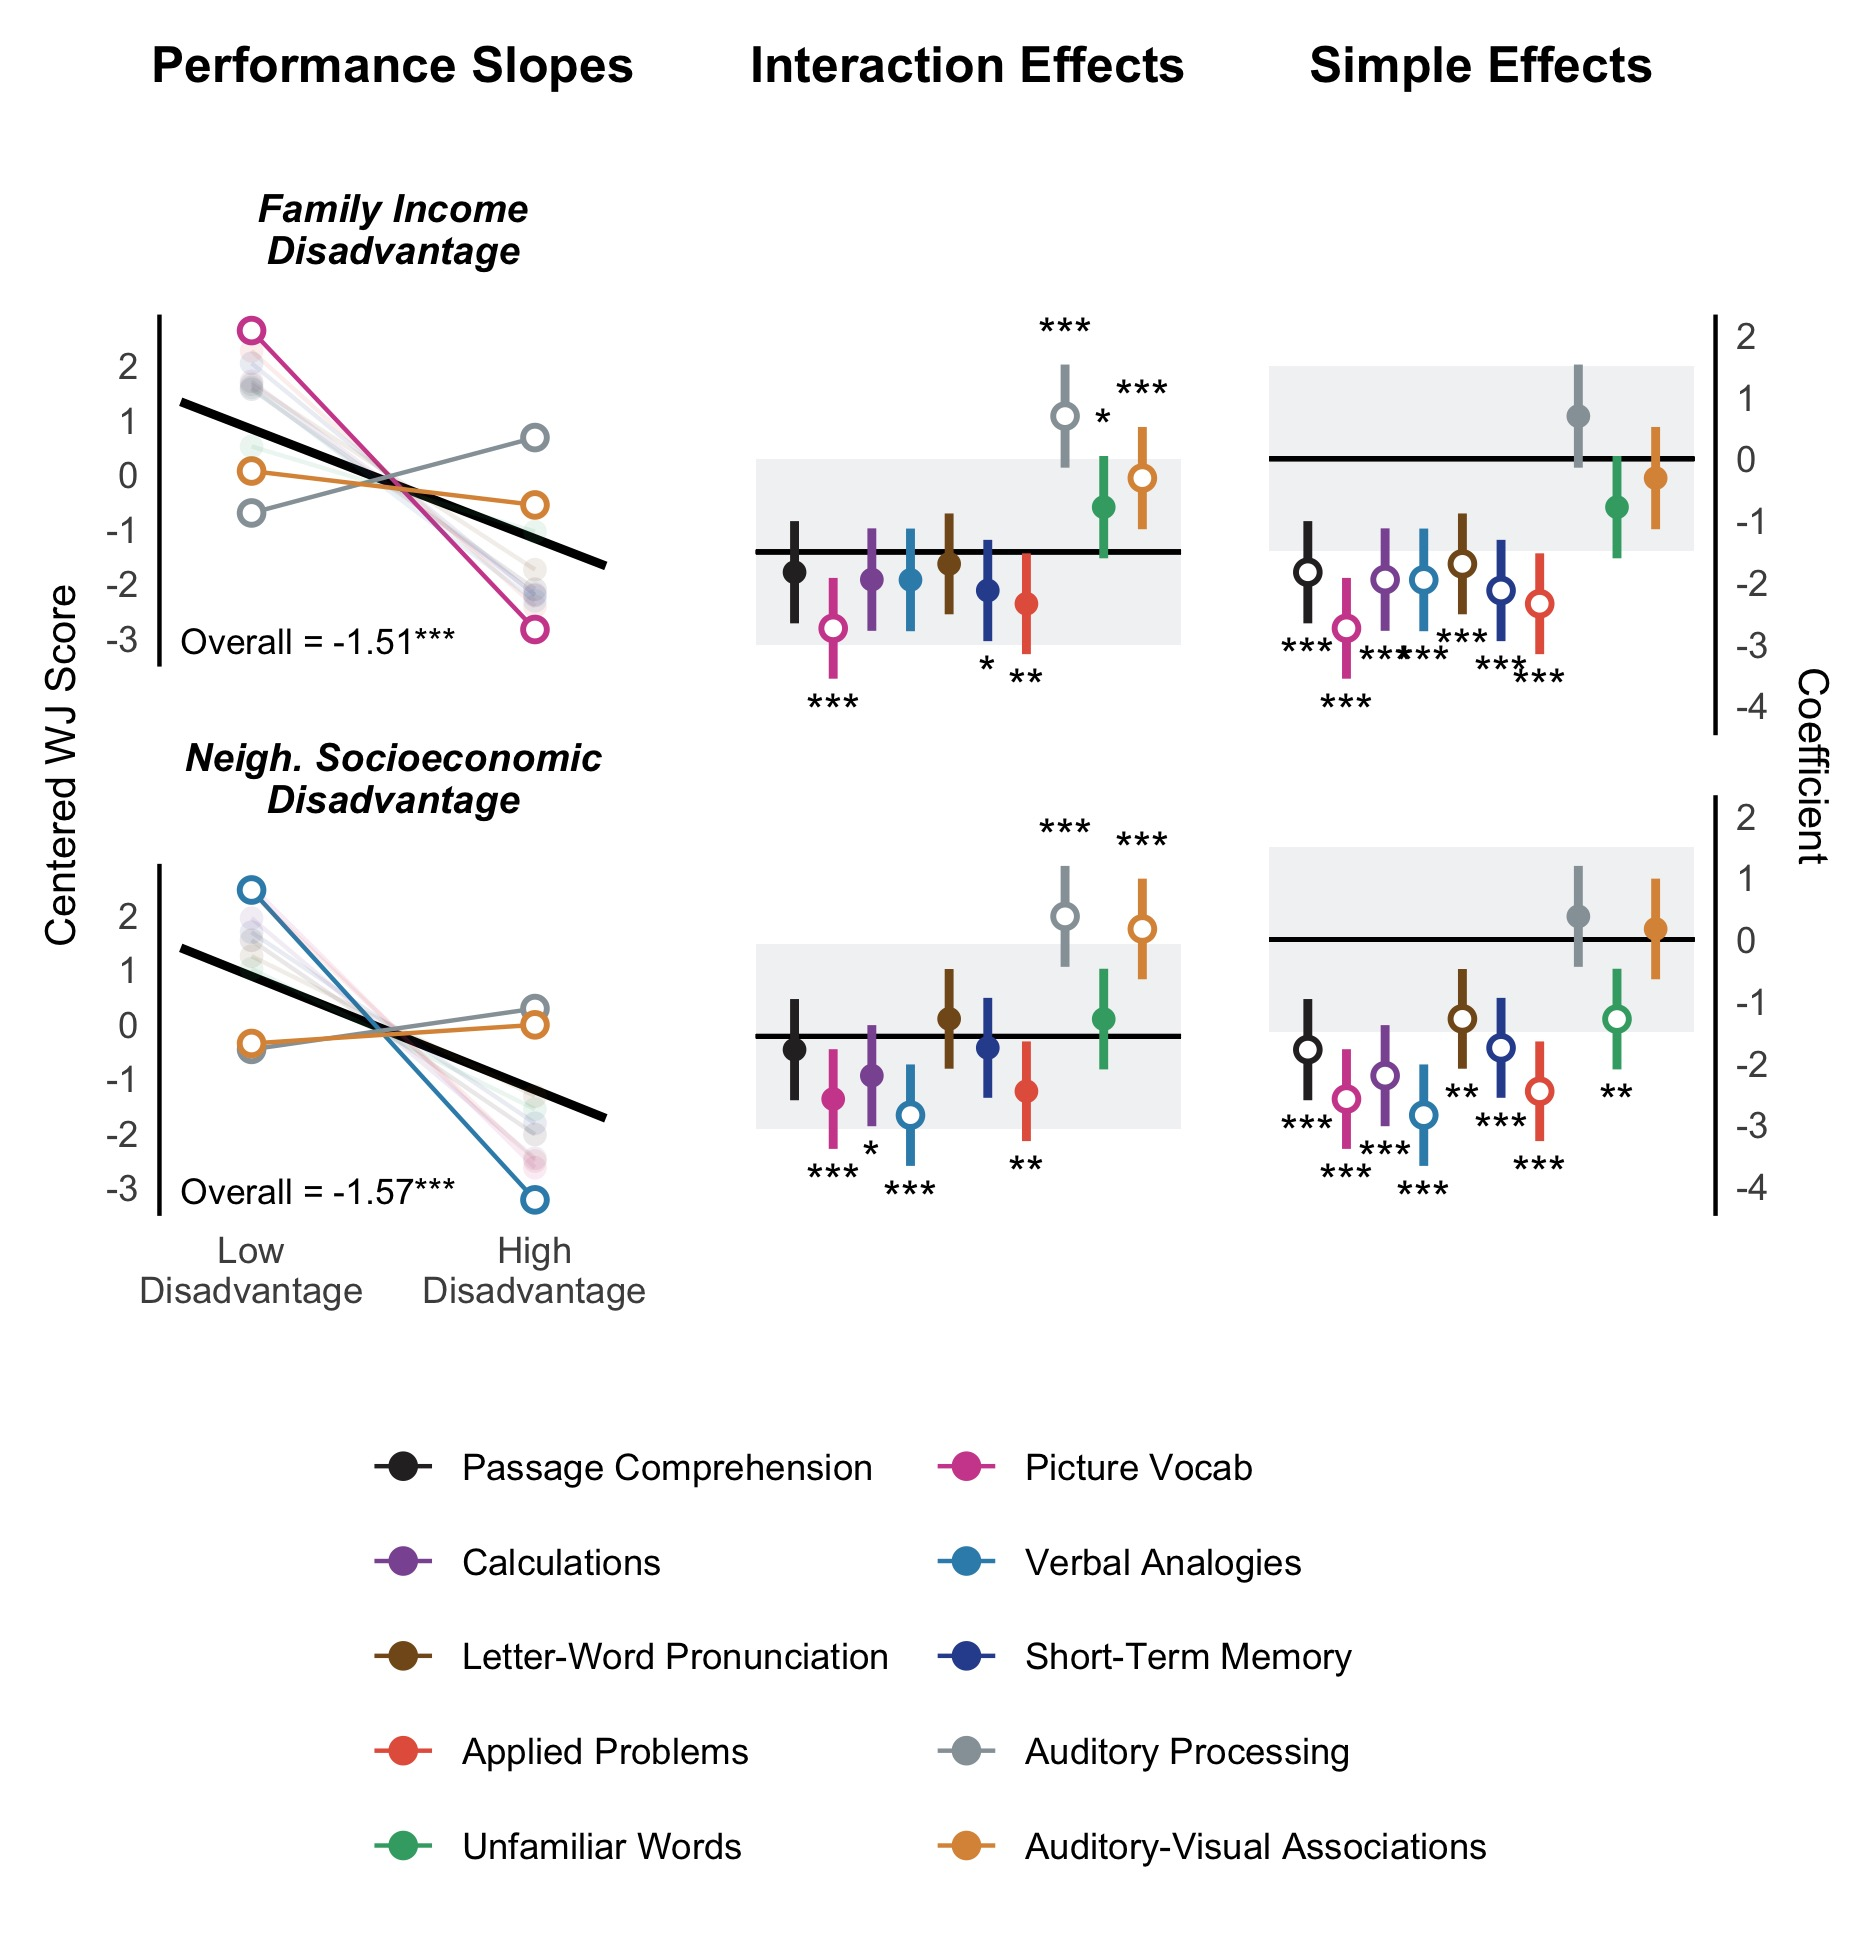 Performance Slopes
Interaction Effects
Simple Effects
Family Income
Disadvantage
2
1
0
-1
-2
-3
Overall = -1.51***
***
*
**
***
*
***
***
***
***
***
***
***
***
2
1
0
-1
-2
-3
-4
Centered WJ Score
Coefficient
Neigh. Socioeconomic
Disadvantage
2
1
0
-1
-2
-3
Overall = -1.57***
Low
Disadvantage
High
Disadvantage
***
*
***
**
***
***
***
***
***
***
**
***
***
**
2
1
0
-1
-2
-3
-4
Passage Comprehension
Picture Vocab
Calculations
Verbal Analogies
Letter-Word Pronunciation
Short-Term Memory
Applied Problems
Auditory Processing
Unfamiliar Words
Auditory-Visual Associations